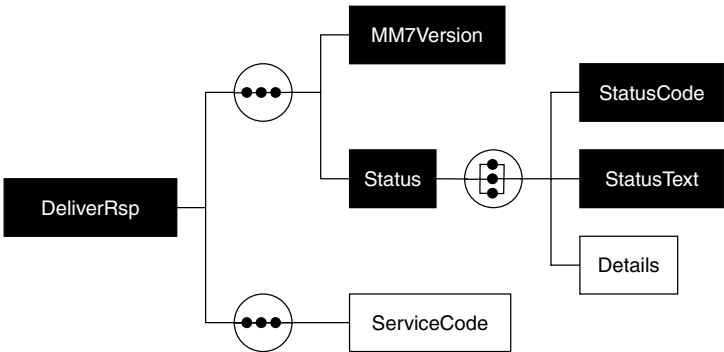 MM7Version
StatusCode
Status
StatusText
DeliverRsp
Details
ServiceCode